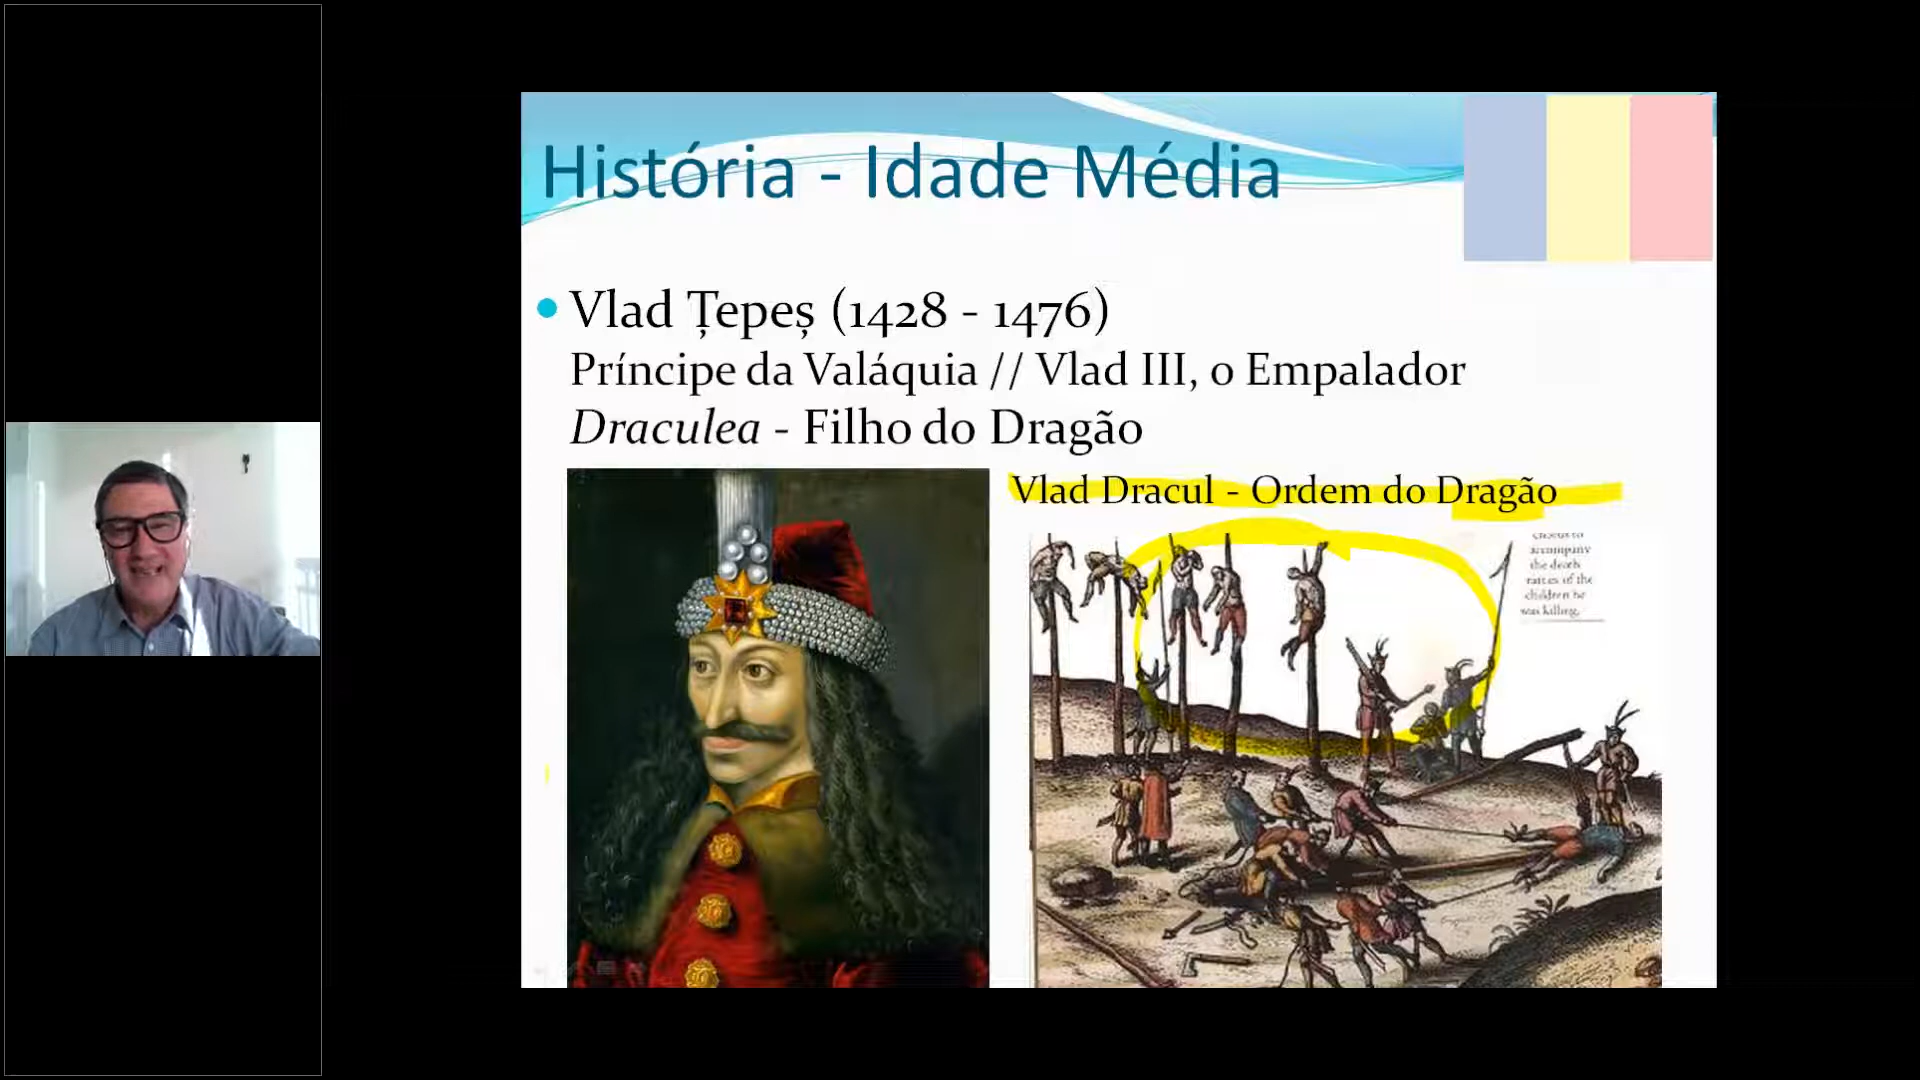 História - Idade Média
Vlad Țepeș (1428 - 1476)
Príncipe da Valáquia // Vlad III, o Empalador
Draculea - Filho do Dragão
Vlad Dracul - Ordem do Dragão
accompany
the death
of the
children he
was killing.